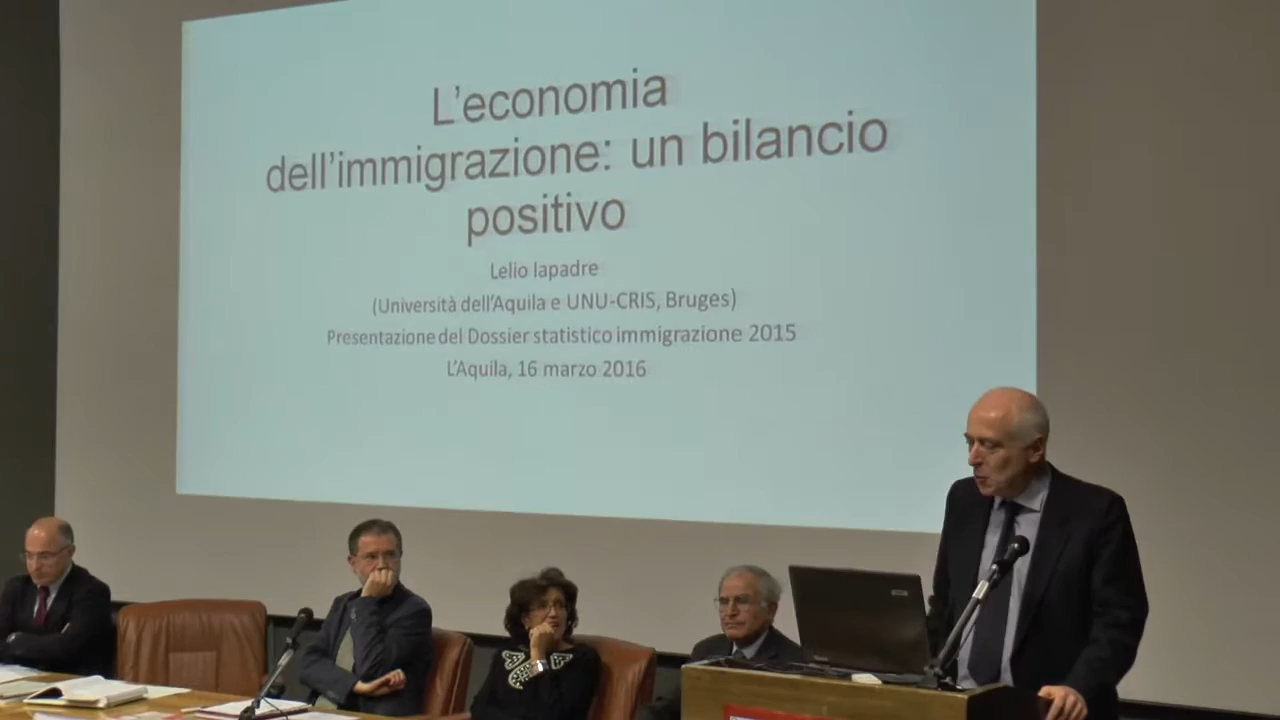 L'economia
dell'immigrazione: un bilancio
positivo
Lelio Iapadre
(Università dell'Aquila e UNU-CRIS, Bruges)
Presentazione del Dossier statistico immigrazione 2015
L'Aquila, 16 marzo 2016